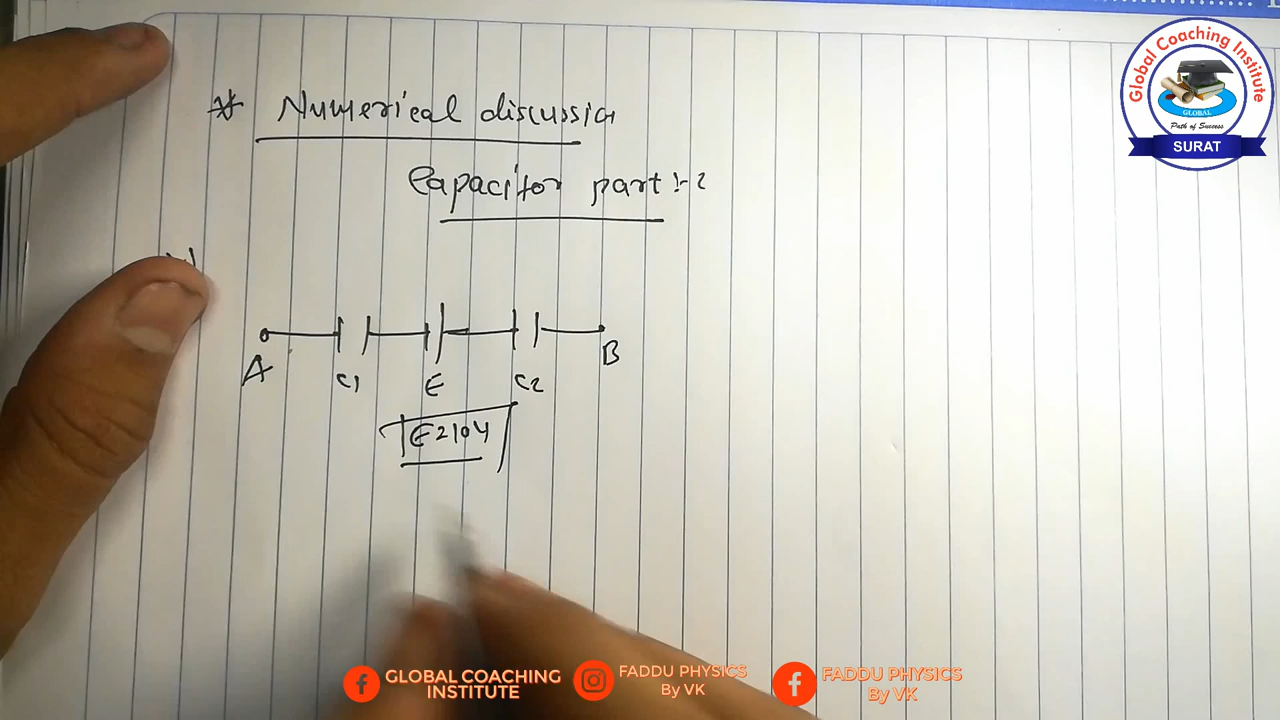 * Numerical discussion
Capacitor part :- 2
A C1 E C2 B
E=10V
Global Coaching Institute
GLOBAL
Path of Success
SURAT
GLOBAL COACHING INSTITUTE
FADDU PHYSICS
By VK
FADDU PHYSICS
By VK